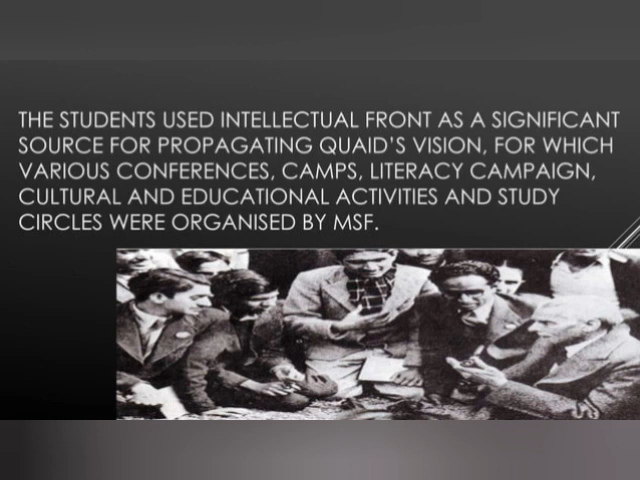 THE STUDENTS USED INTELLECTUAL FRONT AS A SIGNIFICANT
SOURCE FOR PROPAGATING QUAID'S VISION, FOR WHICH
VARIOUS CONFERENCES, CAMPS, LITERACY CAMPAIGN,
CULTURAL AND EDUCATIONAL ACTIVITIES AND STUDY
CIRCLES WERE ORGANISED BY MSF.